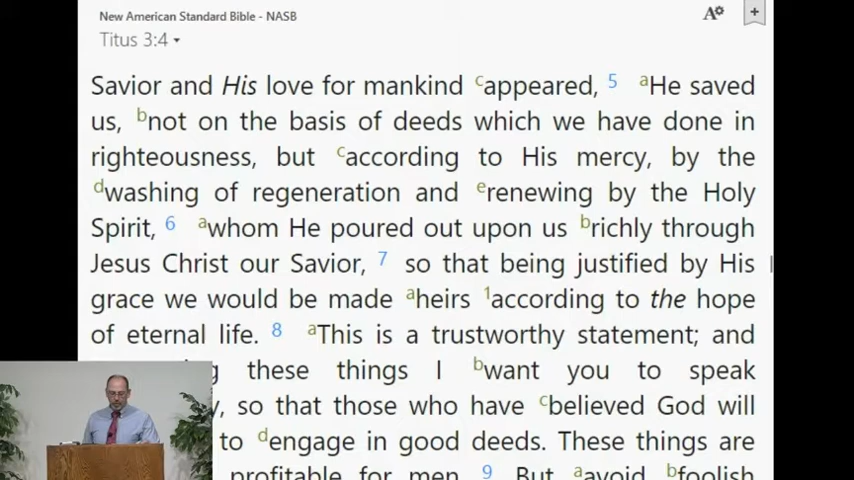 New American Standard Bible - NASB
Titus 3:4
Savior and His love for mankind cappeared, 5 aHe saved
us, bnot on the basis of deeds which we have done in
righteousness, but caccording to His mercy, by the
dwashing of regeneration and erenewing by the Holy
Spirit, 6 awhom He poured out upon us brichly through
Jesus Christ our Savior, 7 so that being justified by His
grace we would be made aheirs 1according to the hope
of eternal life. 8 aThis is a trustworthy statement; and
these things I bwant you to speak
so that those who have cbelieved God will
to dengage in good deeds. These things are
profitable for men. 9 But aavoid bfoolish